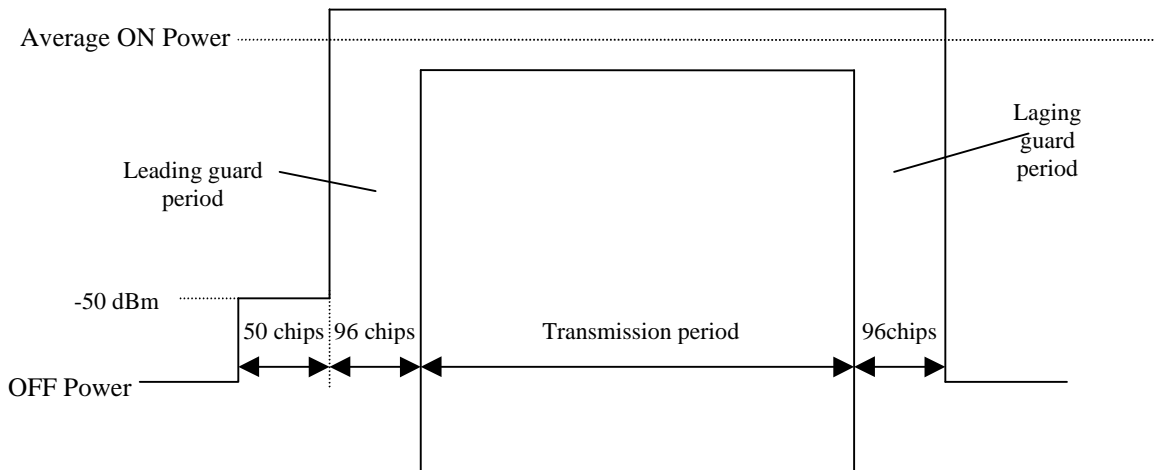 Average ON Power
Laging
guard
period
Leading guard
period
-50 dBm
50 chips
96 chips
Transmission period
96chips
OFF Power